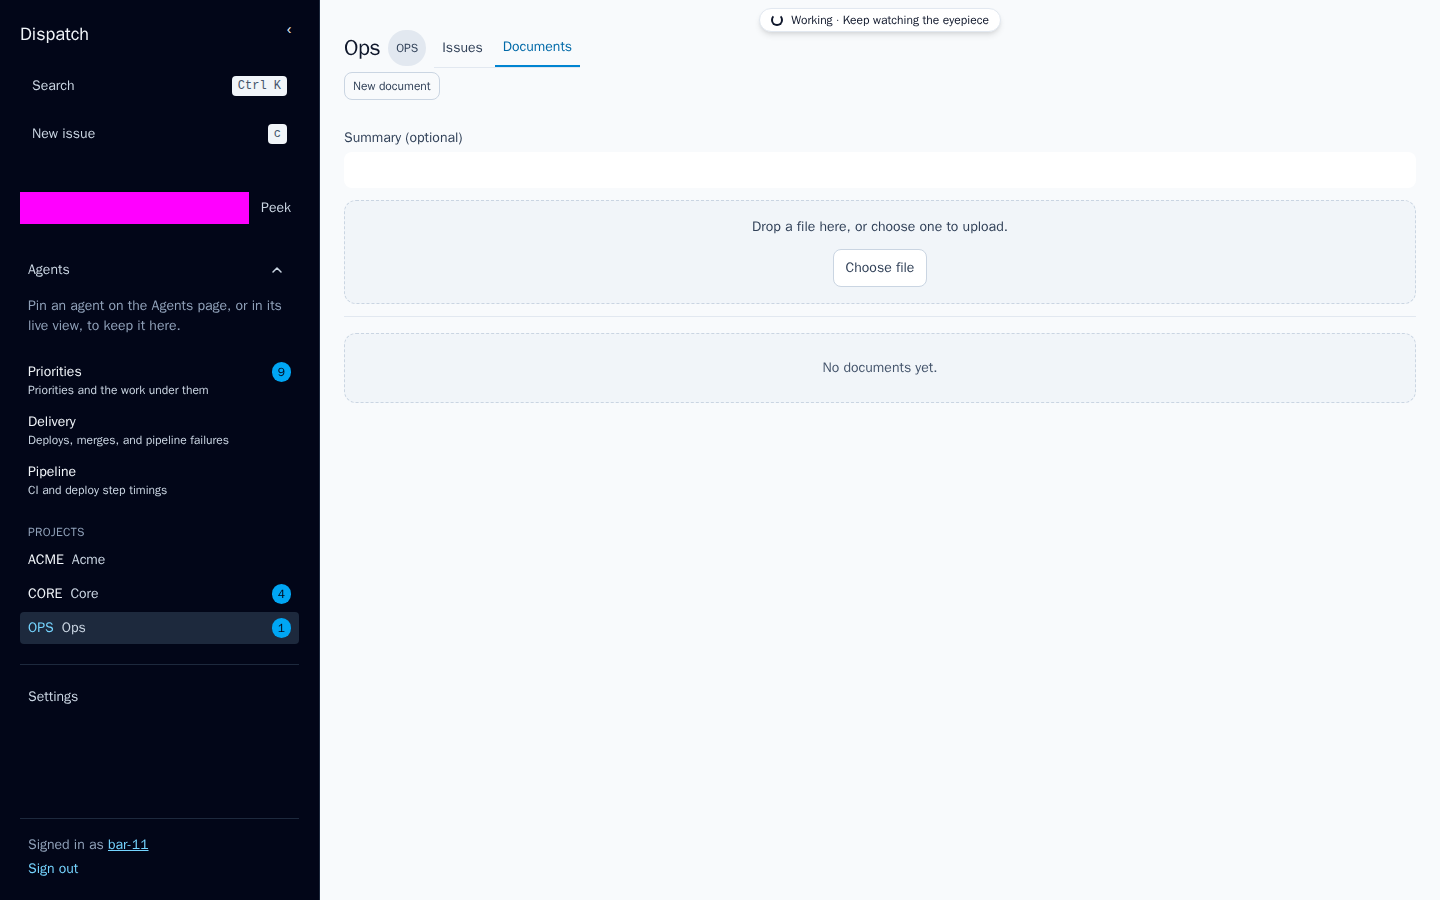 Dispatch
Search
Ctrl K
New issue
C
Peek
Agents
Pin an agent on the Agents page, or in its
live view, to keep it here.
Priorities
9
Priorities and the work under them
Delivery
Deploys, merges, and pipeline failures
Pipeline
CI and deploy step timings
PROJECTS
ACME Acme
CORE Core
4
OPS Ops
1
Settings
Signed in as bar-11
Sign out
Working · Keep watching the eyepiece
Ops
OPS
Issues
Documents
New document
Summary (optional)
Drop a file here, or choose one to upload.
Choose file
No documents yet.